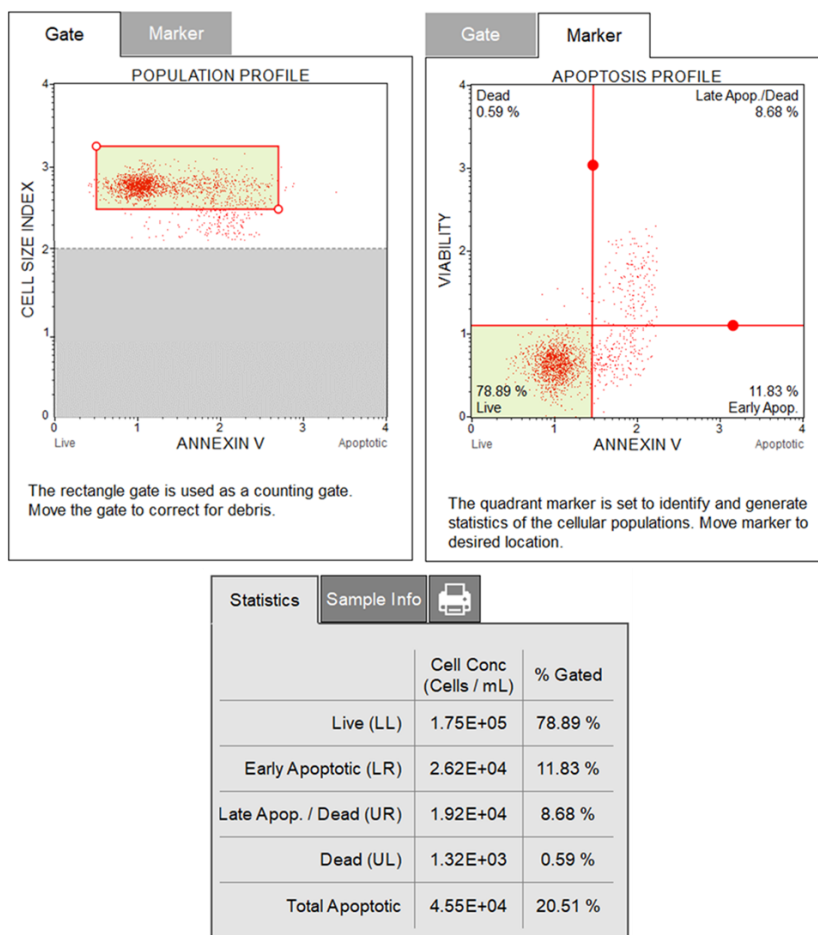 Gate
Marker
POPULATION PROFILE
4
3
2
1
0
CELL SIZE INDEX
0 1 2 3 4
Live
ANNEXIN V
Apoptotic
The rectangle gate is used as a counting gate.
Move the gate to correct for debris.
Gate
Marker
APOPTOSIS PROFILE
Dead
0.59 %
Late Apop./Dead
8.68 %
4
3
2
1
0
VIABILITY
78.89 %
Live
11.83 %
Early Apop.
0 1 2 3 4
Live
ANNEXIN V
Apoptotic
The quadrant marker is set to identify and generate
statistics of the cellular populations. Move marker to
desired location.
Statistics
Sample Info
Cell Conc
(Cells / mL)
% Gated
Live (LL) 1.75E+05 78.89 %
Early Apoptotic (LR) 2.62E+04 11.83 %
Late Apop. / Dead (UR) 1.92E+04 8.68 %
Dead (UL) 1.32E+03 0.59 %
Total Apoptotic 4.55E+04 20.51 %